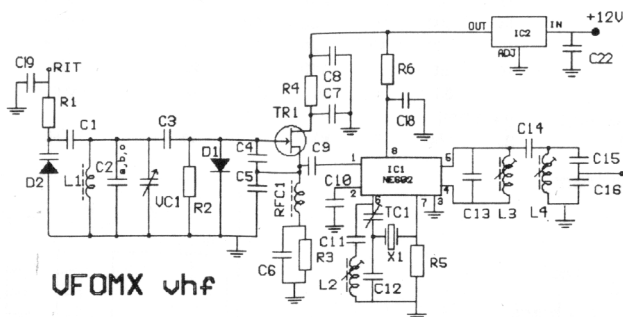 OUT
IN
+12V
IC2
ADJ
C22
C19
RIT
R1
C1
C3
R4
C8
C7
R6
C18
TR1
C4
C9
D1
C5
D2
L1
C2
a,b,c
VC1
R2
RFC1
1
8
IC1
NE602
5
4
2
6
7
3
C10
TC1
C14
C15
C16
C13
L3
L4
C11
X1
R5
C6
R3
L2
C12
VFOMX vhf